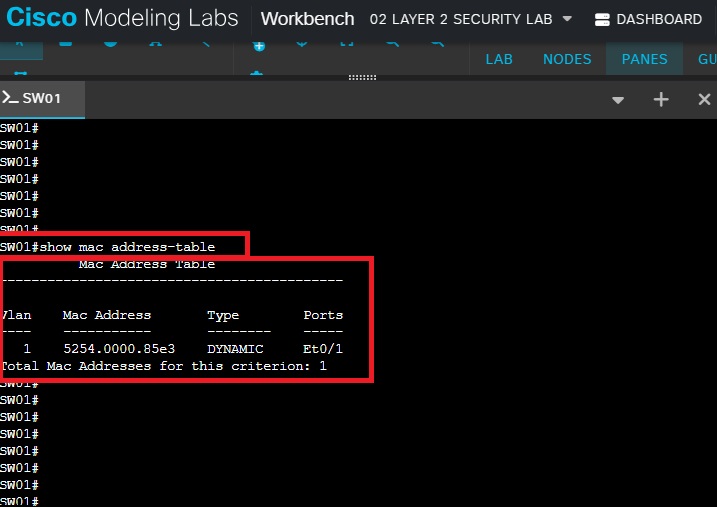 Cisco Modeling Labs Workbench 02 LAYER 2 SECURITY LAB DASHBOARD
LAB NODES PANES GU
SW01
SW01#
SW01#
SW01#
SW01#
SW01#
SW01#
SW01#
SW01#show mac address-table
Mac Address Table
-------------------------------------------
Vlan Mac Address Type Ports
---- ----------- -------- -----
1 5254.0000.85e3 DYNAMIC Et0/1
Total Mac Addresses for this criterion: 1
SW01#
SW01#
SW01#
SW01#
SW01#
SW01#
SW01#
SW01#